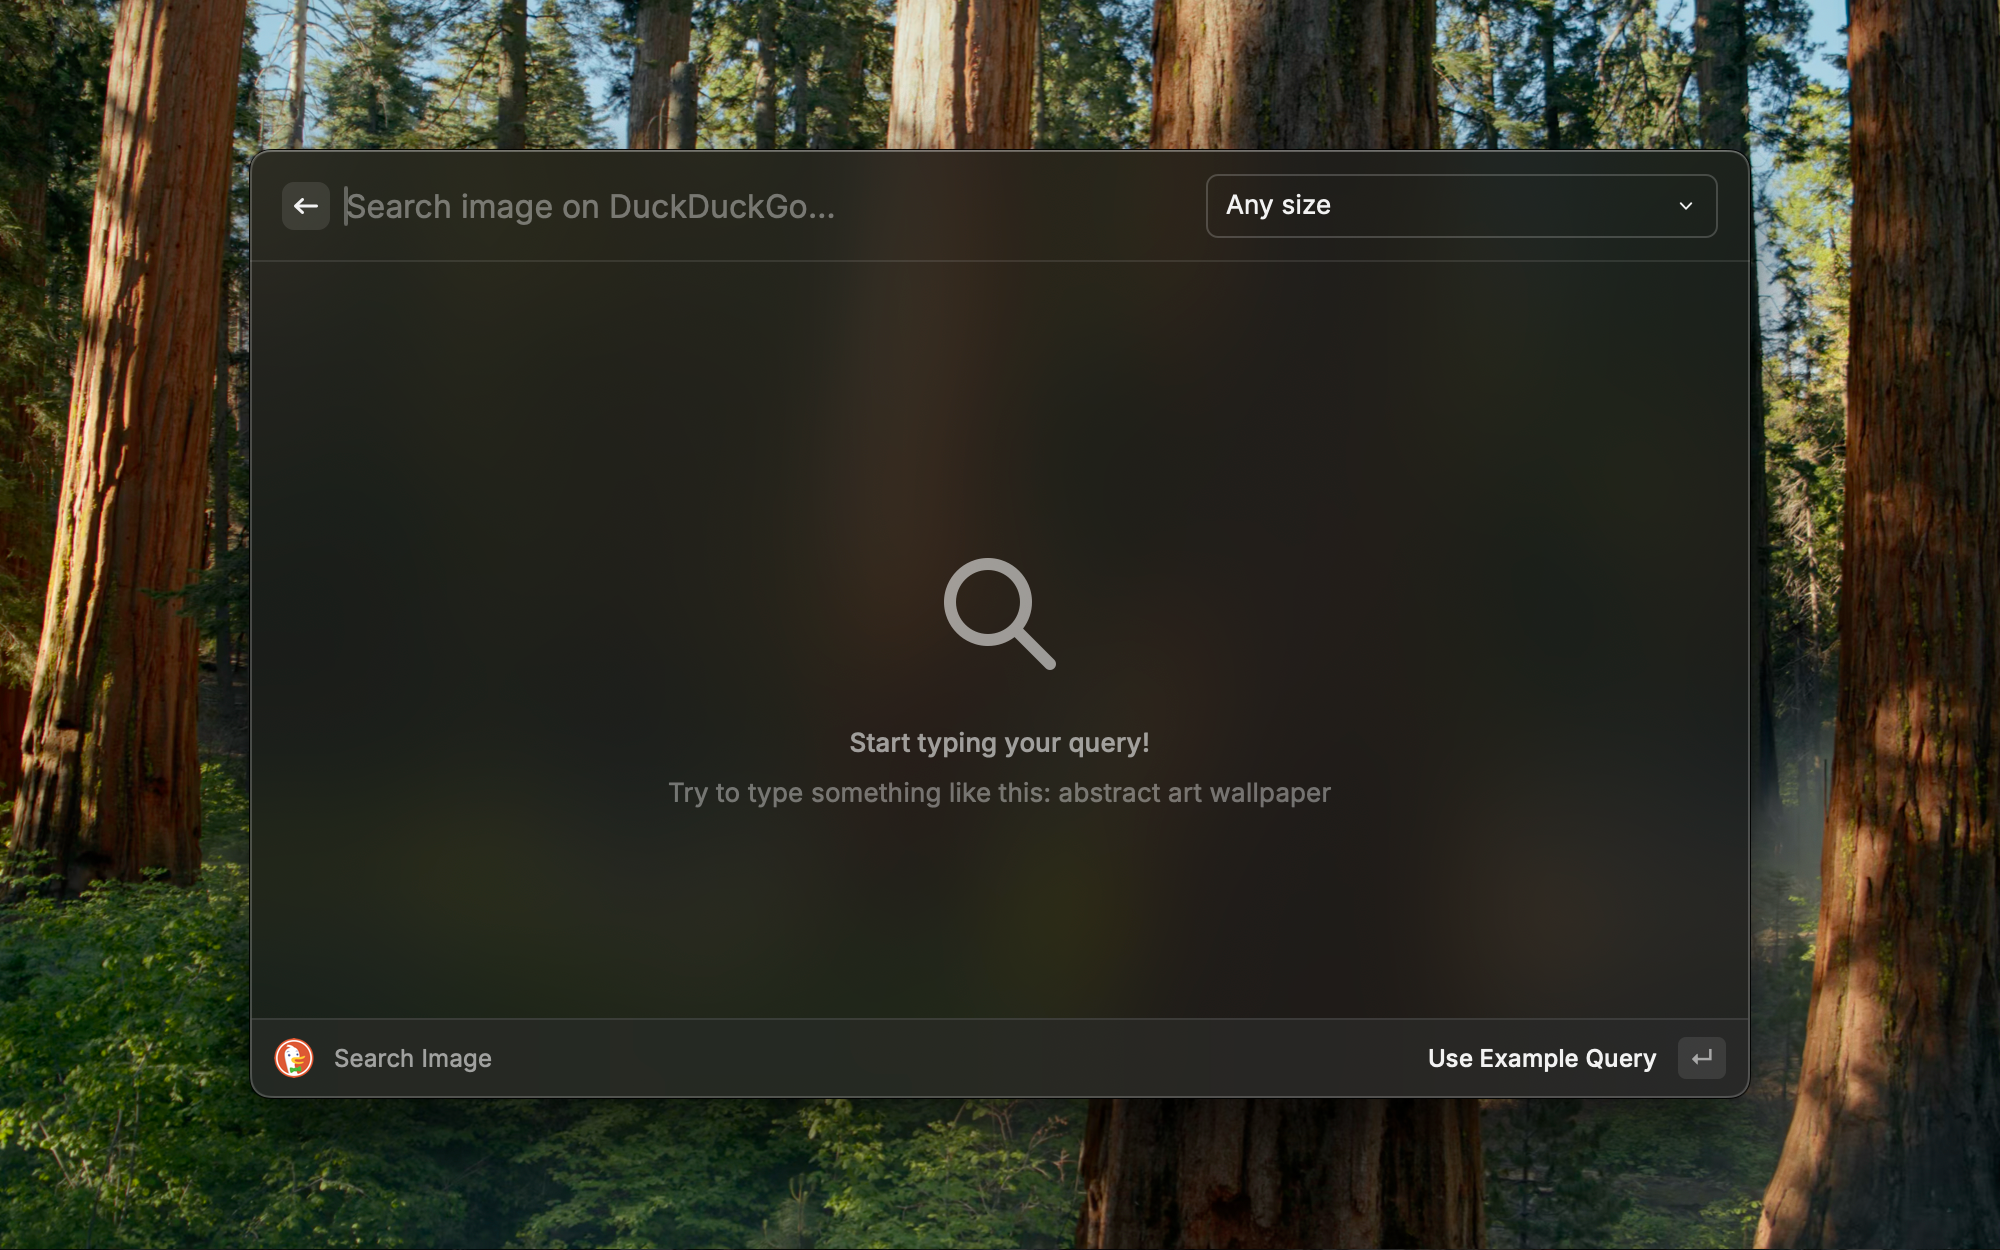 Search image on DuckDuckGo...
Any size
Start typing your query!
Try to type something like this: abstract art wallpaper
Search Image
Use Example Query